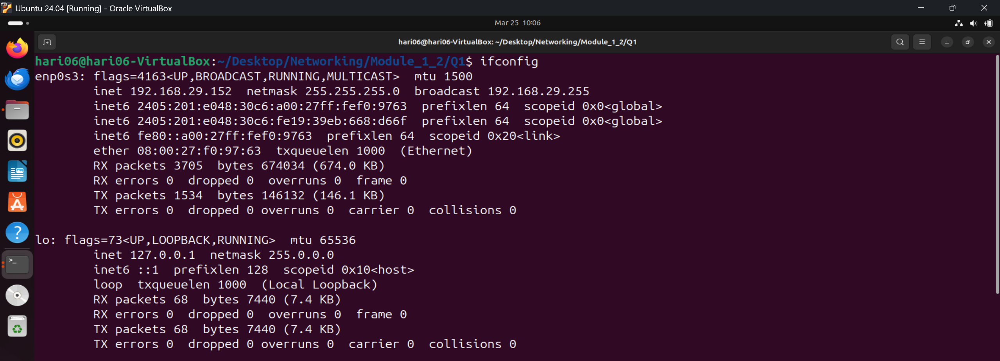 Ubuntu 24.04 [Running] - Oracle VirtualBox
Mar 25 10:06
hari06@hari06-VirtualBox: ~/Desktop/Networking/Module_1_2/Q1
hari06@hari06-VirtualBox:~/Desktop/Networking/Module_1_2/Q1$ ifconfig
enp0s3: flags=4163<UP,BROADCAST,RUNNING,MULTICAST>  mtu 1500
        inet 192.168.29.152  netmask 255.255.255.0  broadcast 192.168.29.255
        inet6 2405:201:e048:30c6:a00:27ff:fef0:9763  prefixlen 64  scopeid 0x0<global>
        inet6 2405:201:e048:30c6:fe19:39eb:668:d66f  prefixlen 64  scopeid 0x0<global>
        inet6 fe80::a00:27ff:fef0:9763  prefixlen 64  scopeid 0x20<link>
        ether 08:00:27:f0:97:63  txqueuelen 1000  (Ethernet)
        RX packets 3705  bytes 674034 (674.0 KB)
        RX errors 0  dropped 0  overruns 0  frame 0
        TX packets 1534  bytes 146132 (146.1 KB)
        TX errors 0  dropped 0 overruns 0  carrier 0  collisions 0
lo: flags=73<UP,LOOPBACK,RUNNING>  mtu 65536
        inet 127.0.0.1  netmask 255.0.0.0
        inet6 ::1  prefixlen 128  scopeid 0x10<host>
        loop  txqueuelen 1000  (Local Loopback)
        RX packets 68  bytes 7440 (7.4 KB)
        RX errors 0  dropped 0  overruns 0  frame 0
        TX packets 68  bytes 7440 (7.4 KB)
        TX errors 0  dropped 0 overruns 0  carrier 0  collisions 0